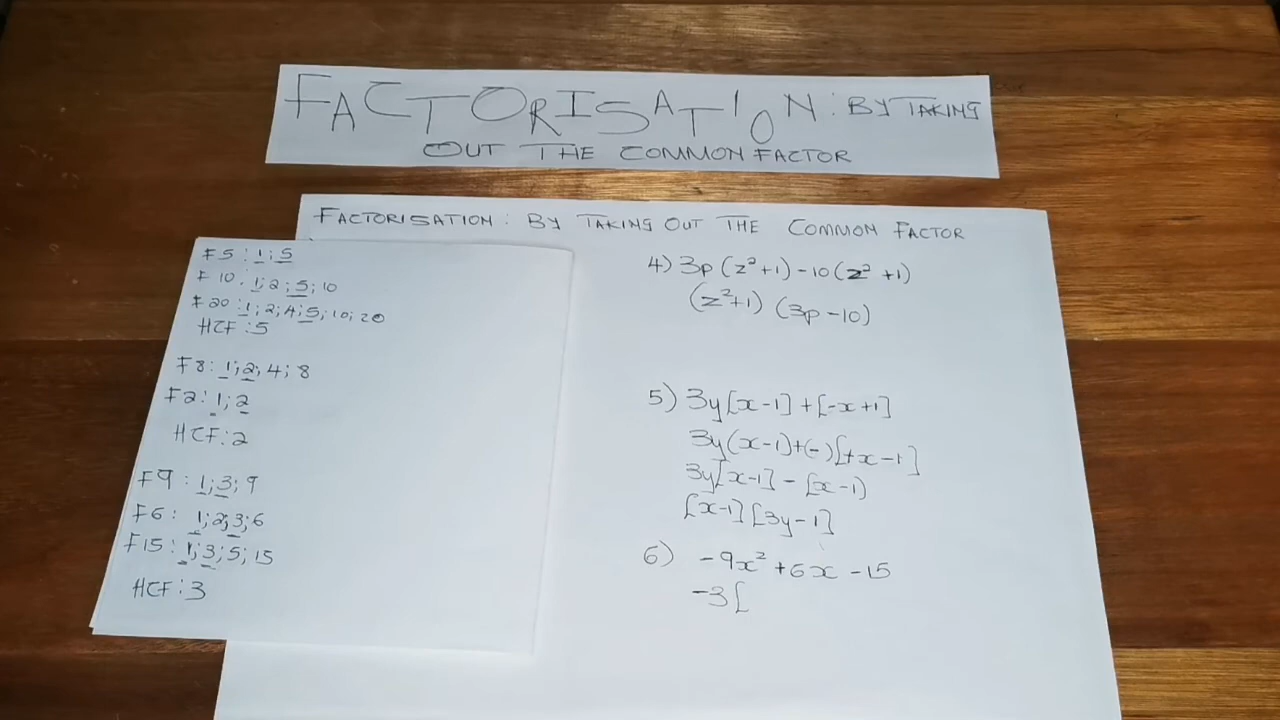 FACTORISATION: BY TAKING
OUT THE COMMON FACTOR
FACTORISATION: BY TAKING OUT THE COMMON FACTOR
F5: 1; 5
F10: 1; 2; 5; 10
F20: 1; 2; 4; 5; 10; 20
HCF: 5
F8: 1; 2; 4; 8
F2: 1; 2
HCF: 2
F9: 1; 3; 9
F6: 1; 2; 3; 6
F15: 1; 3; 5; 15
HCF: 3
4) 3p(z²+1)-10(z²+1)
(z²+1)(3p-10)
5) 3y[x-1]+[-x+1]
3y(x-1)+(-)[+x-1]
3y[x-1]-[x-1)
[x-1][3y-1]
6) -9x²+6x-15
-3[